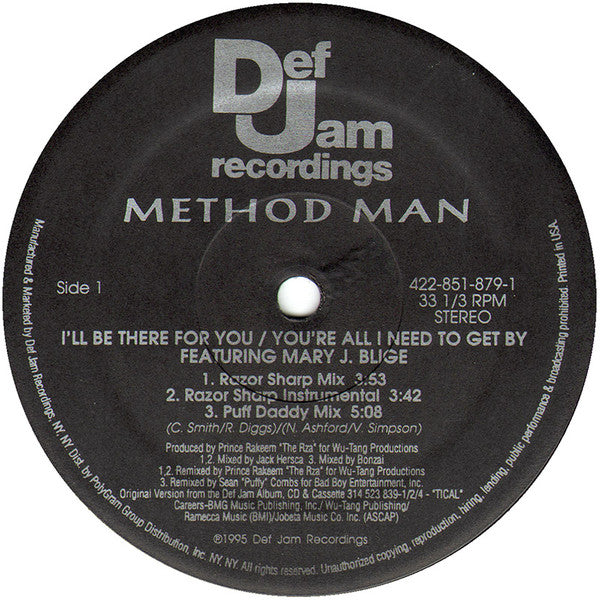 Def
Jam
recordings
METHOD MAN
Side 1
422-851-879-1
33 1/3 RPM
STEREO
I'LL BE THERE FOR YOU / YOU'RE ALL I NEED TO GET BY
FEATURING MARY J. BLIGE
1. Razor Sharp Mix 3:53
2. Razor Sharp Instrumental 3:42
3. Puff Daddy Mix 5:08
(C. Smith/R. Diggs)/(N. Ashford/V. Simpson)
Produced by Prince Rakeem "The Rza" for Wu-Tang Productions
1,2. Mixed by Jack Hersca 3. Mixed by Bonzai
1,2. Remixed by Prince Rakeem "The Rza" for Wu-Tang Productions
3. Remixed by Sean "Puffy" Combs for Bad Boy Entertainment, Inc.
Original Version from the Def Jam Album, CD & Cassette 314 523 839-1/2/4 - "TICAL"
Careers-BMG Music Publishing, Inc./ Wu-Tang Publishing/
Ramecca Music (BMI)/Jobeta Music Co. Inc. (ASCAP)
℗1995 Def Jam Recordings
Manufactured & Marketed by Def Jam Recordings, NY, NY. Dist. by PolyGram Group Distribution, Inc. NY, NY. All rights reserved. Unauthorized copying, reproduction, hiring, lending, public performance & broadcasting prohibited. Printed in USA.